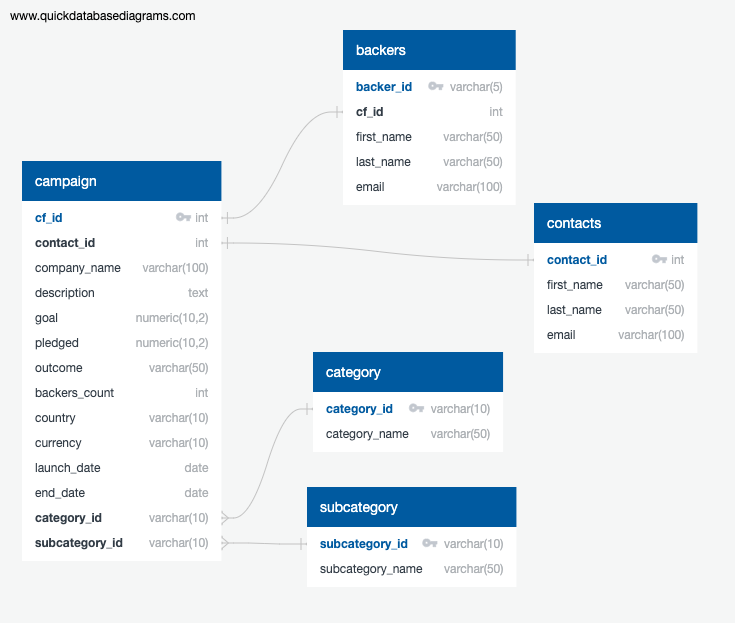 www.quickdatabasediagrams.com
backers
backer_id varchar(5)
cf_id int
first_name varchar(50)
last_name varchar(50)
email varchar(100)
campaign
cf_id int
contact_id int
company_name varchar(100)
description text
goal numeric(10,2)
pledged numeric(10,2)
outcome varchar(50)
backers_count int
country varchar(10)
currency varchar(10)
launch_date date
end_date date
category_id varchar(10)
subcategory_id varchar(10)
contacts
contact_id int
first_name varchar(50)
last_name varchar(50)
email varchar(100)
category
category_id varchar(10)
category_name varchar(50)
subcategory
subcategory_id varchar(10)
subcategory_name varchar(50)